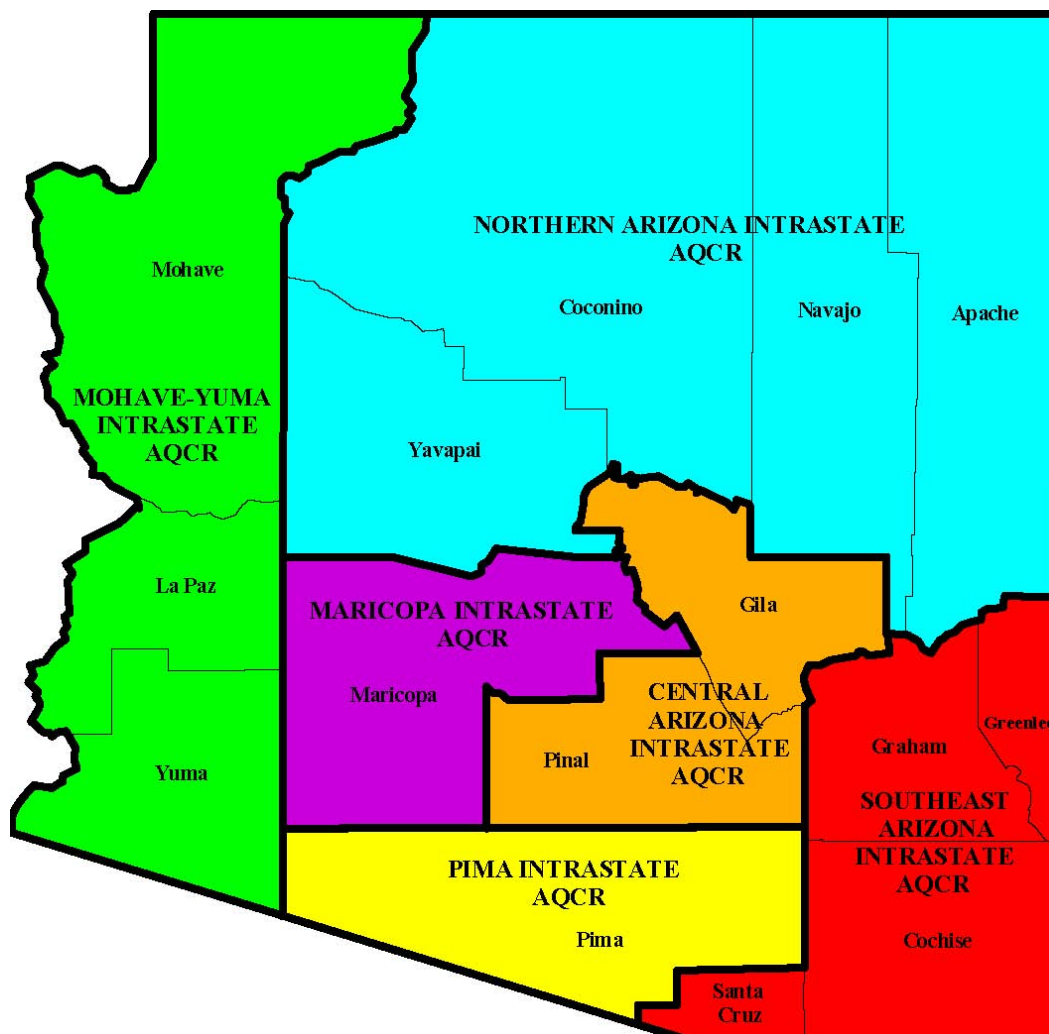 NORTHERN ARIZONA INTRASTATE
AQCR
Mohave
Coconino
Navajo
Apache
MOHAVE-YUMA
INTRASTATE
AQCR
Yavapai
La Paz
MARICOPA INTRASTATE
AQCR
Gila
Maricopa
CENTRAL
ARIZONA
INTRASTATE
AQCR
Pinal
Yuma
Greenlee
Graham
SOUTHEAST
ARIZONA
INTRASTATE
AQCR
PIMA INTRASTATE
AQCR
Pima
Cochise
Santa
Cruz